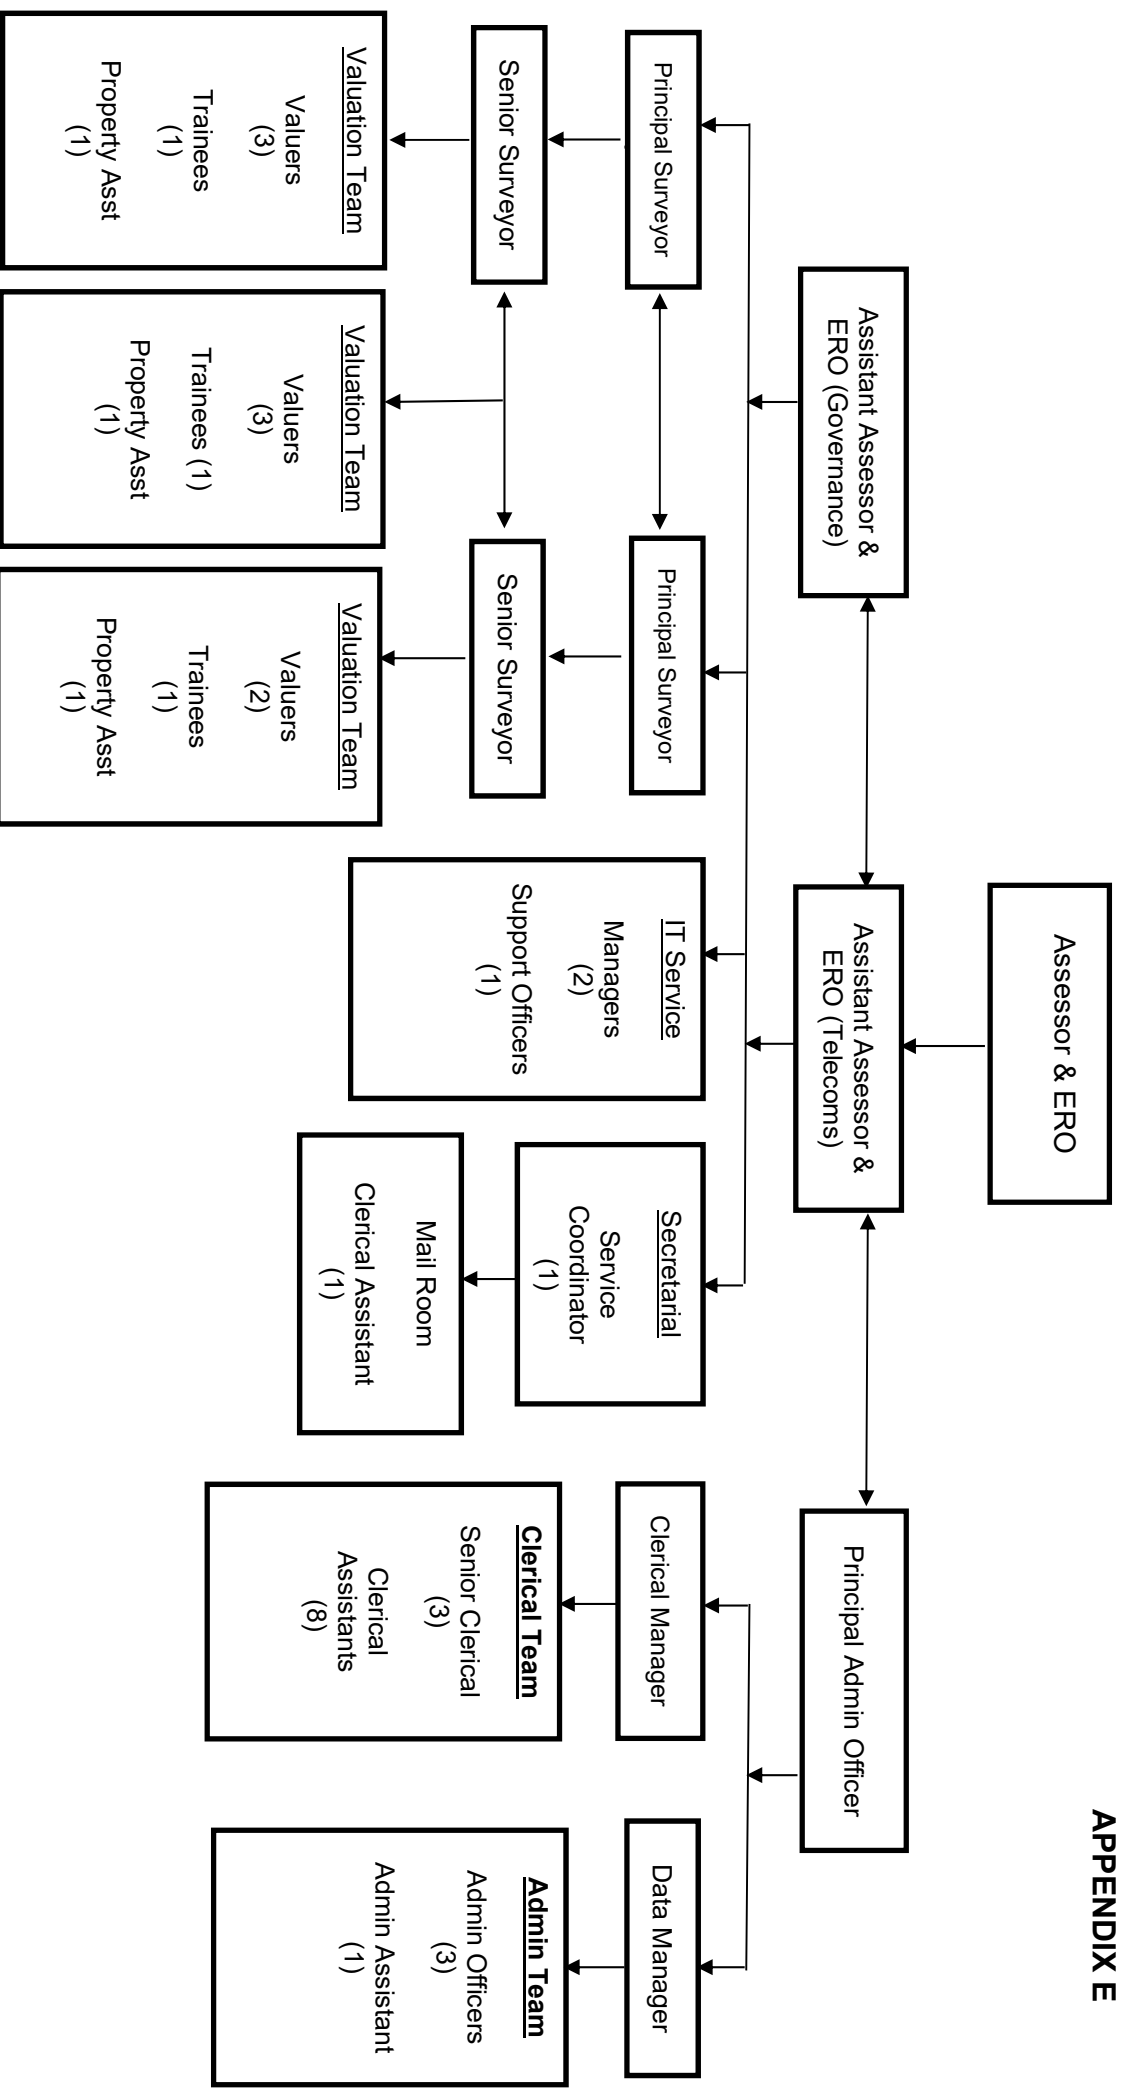 APPENDIX E
Assessor & ERO
Assistant Assessor &
ERO (Governance)
Assistant Assessor &
ERO (Telecoms)
Principal Admin Officer
Principal Surveyor
Principal Surveyor
IT Service
Managers
(2)
Support Officers
(1)
Secretarial
Service
Coordinator
(1)
Clerical Manager
Data Manager
Senior Surveyor
Senior Surveyor
Mail Room
Clerical Assistant
(1)
Clerical Team
Senior Clerical
(3)
Clerical
Assistants
(8)
Admin Team
Admin Officers
(3)
Admin Assistant
(1)
Valuation Team
Valuers
(3)
Trainees
(1)
Property Asst
(1)
Valuation Team
Valuers
(3)
Trainees (1)
Property Asst
(1)
Valuation Team
Valuers
(2)
Trainees
(1)
Property Asst
(1)